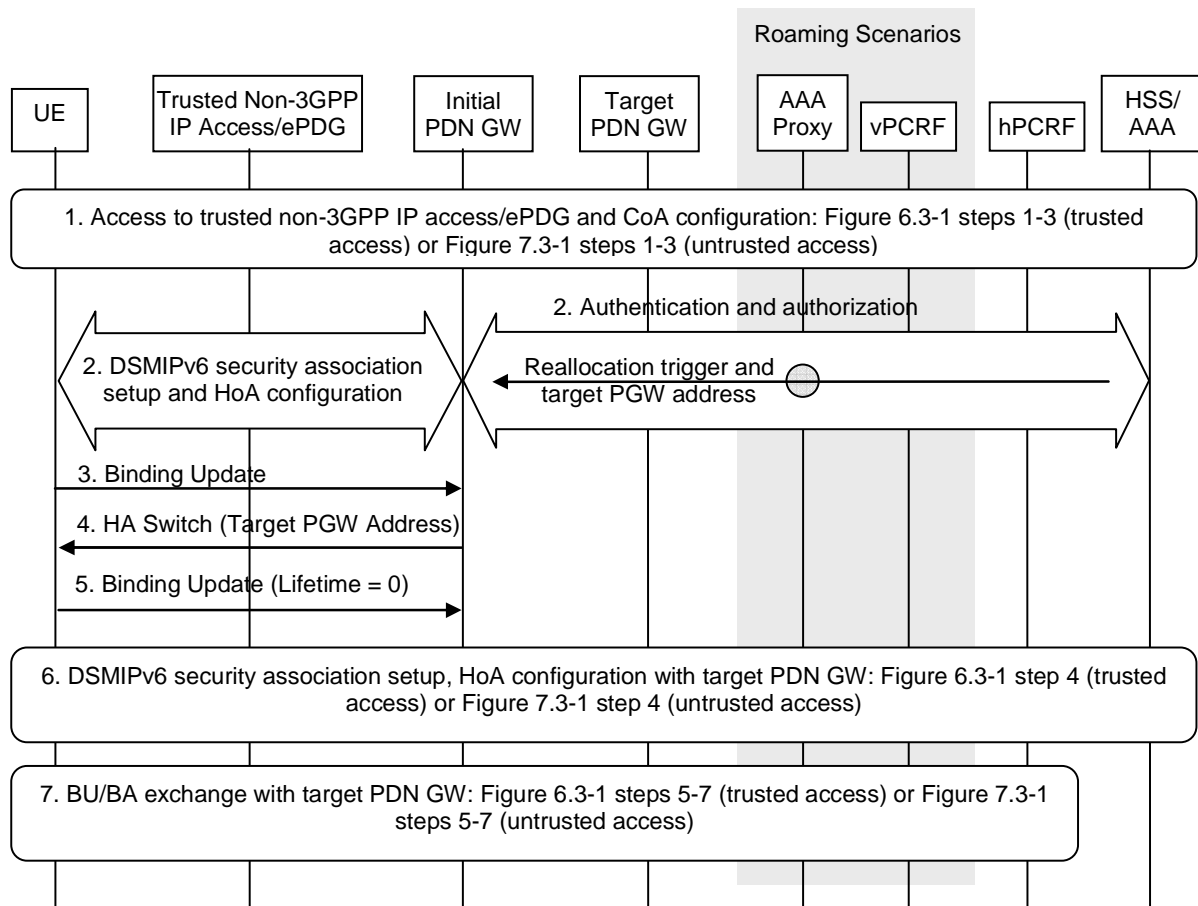 Roaming Scenarios
UE
Trusted Non-3GPP
IP Access/ePDG
Initial
PDN GW
Target
PDN GW
AAA
Proxy
vPCRF
hPCRF
HSS/
AAA
1. Access to trusted non-3GPP IP access/ePDG and CoA configuration: Figure 6.3-1 steps 1-3 (trusted
access) or Figure 7.3-1 steps 1-3 (untrusted access)
2. Authentication and authorization
2. DSMIPv6 security association
setup and HoA configuration
Reallocation trigger and
target PGW address
3. Binding Update
4. HA Switch (Target PGW Address)
5. Binding Update (Lifetime = 0)
6. DSMIPv6 security association setup, HoA configuration with target PDN GW: Figure 6.3-1 step 4 (trusted
access) or Figure 7.3-1 step 4 (untrusted access)
7. BU/BA exchange with target PDN GW: Figure 6.3-1 steps 5-7 (trusted access) or Figure 7.3-1
steps 5-7 (untrusted access)